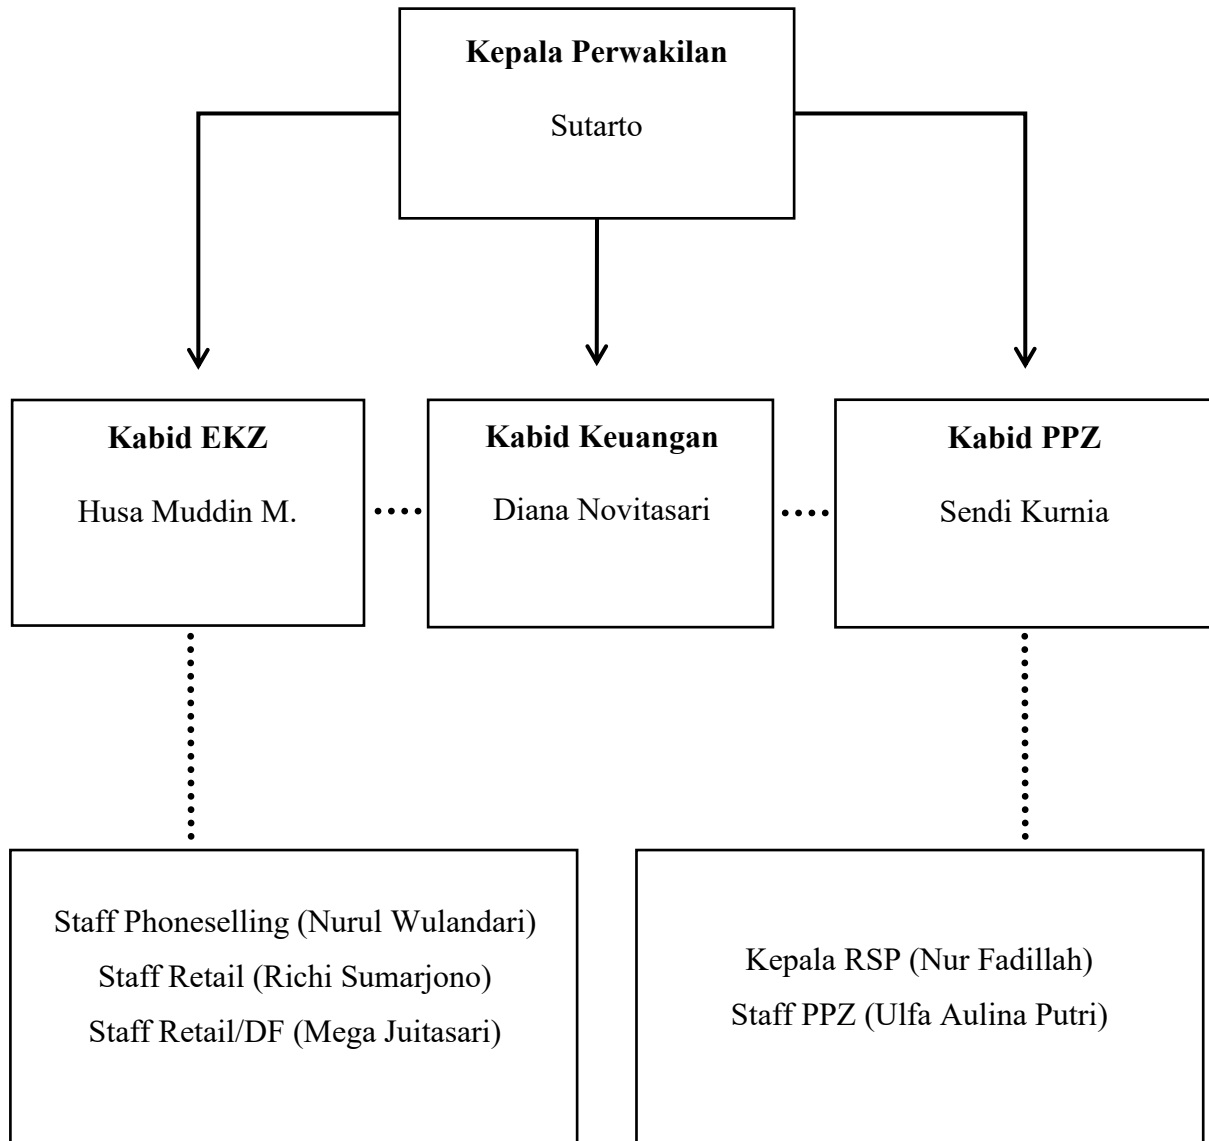 Kepala Perwakilan
Sutarto
Kabid EKZ
Husa Muddin M.
Kabid Keuangan
Diana Novitasari
Kabid PPZ
Sendi Kurnia
Staff Phoneselling (Nurul Wulandari)
Staff Retail (Richi Sumarjono)
Staff Retail/DF (Mega Juitasari)
Kepala RSP (Nur Fadillah)
Staff PPZ (Ulfa Aulina Putri)